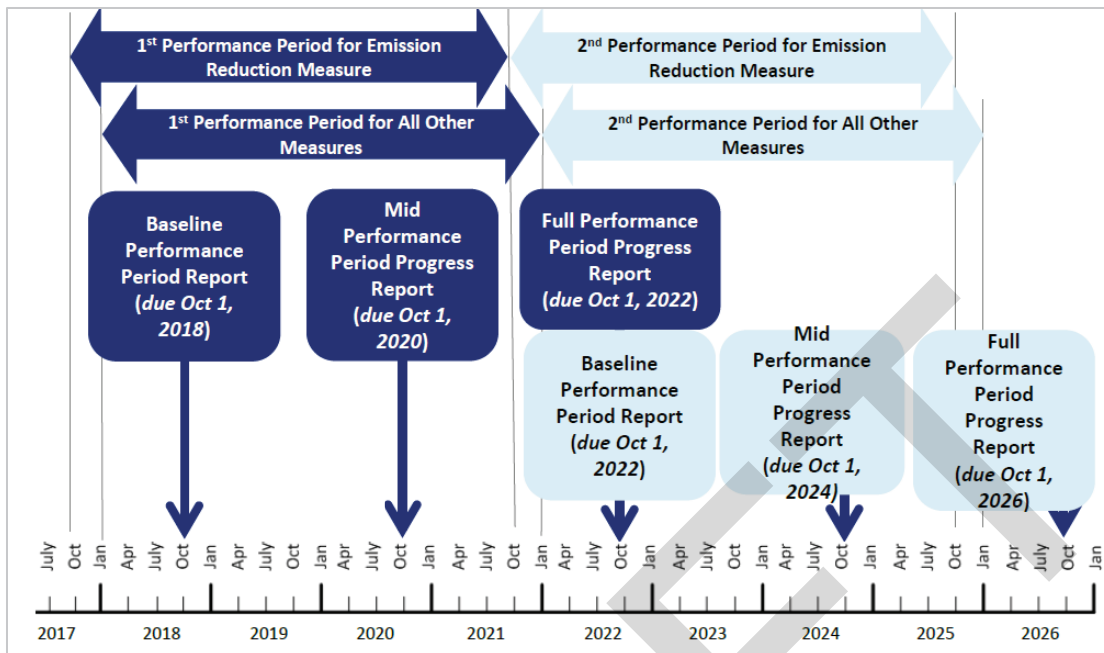 1st Performance Period for Emission
Reduction Measure
2nd Performance Period for Emission
Reduction Measure
1st Performance Period for All Other
Measures
2nd Performance Period for All Other
Measures
Baseline
Performance
Period Report
(due Oct 1,
2018)
Mid
Performance
Period Progress
Report
(due Oct 1,
2020)
Full Performance
Period Progress
Report
(due Oct 1, 2022)
Baseline
Performance
Period Report
(due Oct 1,
2022)
Mid
Performance
Period
Progress
Report
(due Oct 1,
2024)
Full
Performance
Period
Progress
Report
(due Oct 1,
2026)
July Oct Jan Apr July Oct Jan Apr July Oct Jan Apr July Oct Jan Apr July Oct Jan Apr July Oct Jan Apr July Oct Jan Apr July Oct Jan Apr July Oct Jan Apr July Oct Jan
2017 2018 2019 2020 2021 2022 2023 2024 2025 2026